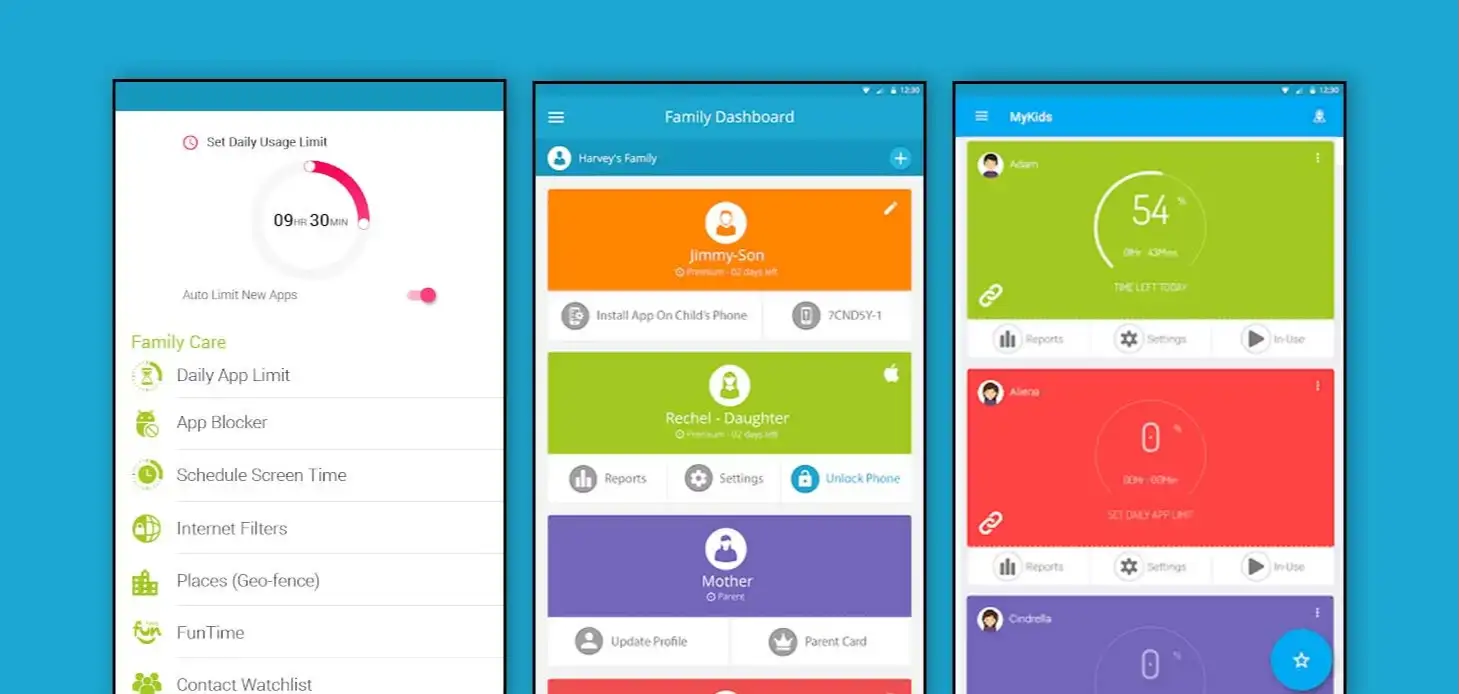 Set Daily Usage Limit
09HR 30MIN
Auto Limit New Apps
Family Care
Daily App Limit
App Blocker
Schedule Screen Time
Internet Filters
Places (Geo-fence)
fun
FunTime
Contact Watchlist
12:30
Family Dashboard
Harvey's Family
Jimmy-Son
Premium - 02 days left
Install App On Child's Phone
7CND5Y-1
Rechel - Daughter
Premium - 02 days left
Reports
Settings
Unlock Phone
Mother
Parent
Update Profile
Parent Card
12:30
MyKids
Adam
54 %
0Hr - 43Mins
TIME LEFT TODAY
Reports
Settings
In-Use
Aliena
0 %
00Hr - 00Min
SET DAILY APP LIMIT
Reports
Settings
In-Use
Cindrella
0 %